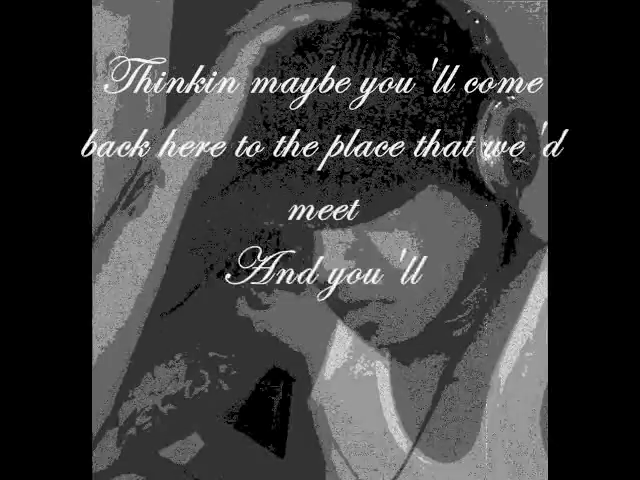 Thinkin maybe you'll come
back here to the place that we'd
meet
And you'll